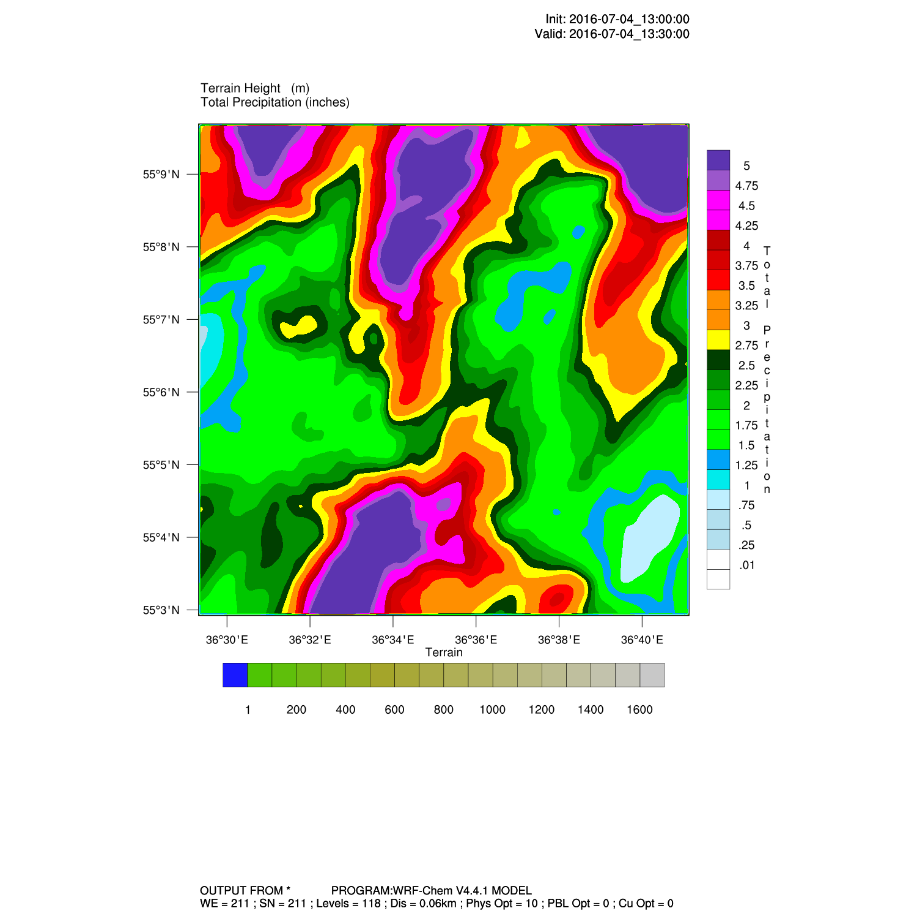 Init: 2016-07-04_13:00:00
Valid: 2016-07-04_13:30:00
Terrain Height (m)
Total Precipitation (inches)
55°9'N
55°8'N
55°7'N
55°6'N
55°5'N
55°4'N
55°3'N
36°30'E 36°32'E 36°34'E 36°36'E 36°38'E 36°40'E
Terrain
5
4.75
4.5
4.25
4
3.75
3.5
3.25
3
2.75
2.5
2.25
2
1.75
1.5
1.25
1
.75
.5
.25
.01
Total Precipitation
1 200 400 600 800 1000 1200 1400 1600
OUTPUT FROM * PROGRAM:WRF-Chem V4.4.1 MODEL
WE = 211 ; SN = 211 ; Levels = 118 ; Dis = 0.06km ; Phys Opt = 10 ; PBL Opt = 0 ; Cu Opt = 0